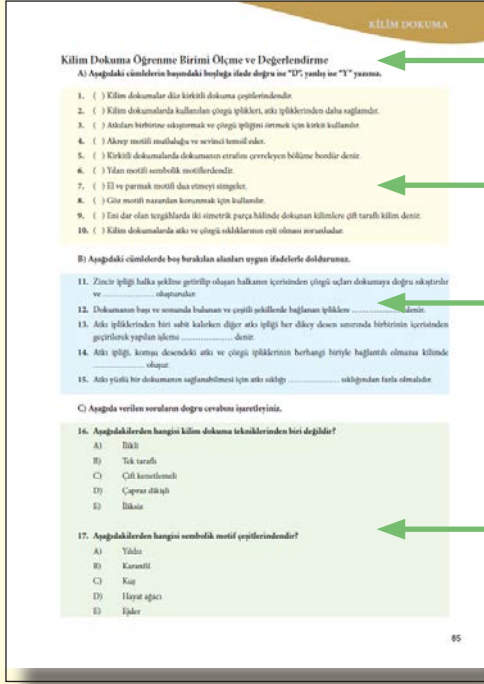 KİLİM DOKUMA
Kilim Dokuma Öğrenme Birimi Ölçme ve Değerlendirme
A) Aşağıdaki cümlelerin başındaki boşluğa ifade doğru ise "D", yanlış ise "Y" yazınız.
1. ( ) Kilim dokumalar düz kirkitli dokuma çeşitlerindendir.
2. ( ) Kilim dokumalarda kullanılan çözgü iplikleri, atkı ipliklerinden daha sağlamdır.
3. ( ) Atkıları birbirine sıkıştırmak ve çözgü ipliğini örtmek için kirkit kullanılır.
4. ( ) Akrep motifi mutluluğu ve sevinci temsil eder.
5. ( ) Kirkitli dokumalarda dokumanın etrafını çevreleyen bölüme bordür denir.
6. ( ) Yılan motifi sembolik motiflerdendir.
7. ( ) El ve parmak motifi dua etmeyi simgeler.
8. ( ) Göz motifi nazardan korunmak için kullanılır.
9. ( ) Eni dar olan tezgâhlarda iki simetrik parça hâlinde dokunan kilimlere çift taraflı kilim denir.
10. ( ) Kilim dokumalarda atkı ve çözgü sıklıklarının eşit olması zorunludur.
B) Aşağıdaki cümlelerde boş bırakılan alanları uygun ifadelerle doldurunuz.
11. Zincir ipliği halka şekline getirilip oluşan halkanın içerisinden çözgü uçları dokumaya doğru sıkıştırılır
ve .................... oluşturulur.
12. Dokumanın başı ve sonunda bulunan ve çeşitli şekillerde bağlanan ipliklere .................... denir.
13. Atkı ipliklerinden biri sabit kalırken diğer atkı ipliği her dikey desen sınırında birbirinin içerisinden
geçirilerek yapılan işleme .................... denir.
14. Atkı ipliği, komşu desendeki atkı ve çözgü ipliklerinin herhangi biriyle bağlantılı olmazsa kilimde
.................... oluşur.
15. Atkı yüzlü bir dokumanın sağlanabilmesi için atkı sıklığı .................... sıklığından fazla olmalıdır.
C) Aşağıda verilen soruların doğru cevabını işaretleyiniz.
16. Aşağıdakilerden hangisi kilim dokuma tekniklerinden biri değildir?
A) İlikli
B) Tek taraflı
C) Çift kenetlemeli
D) Çapraz dikişli
E) İliksiz
17. Aşağıdakilerden hangisi sembolik motif çeşitlerindendir?
A) Yıldız
B) Karanfil
C) Kuş
D) Hayat ağacı
E) Ejder
85